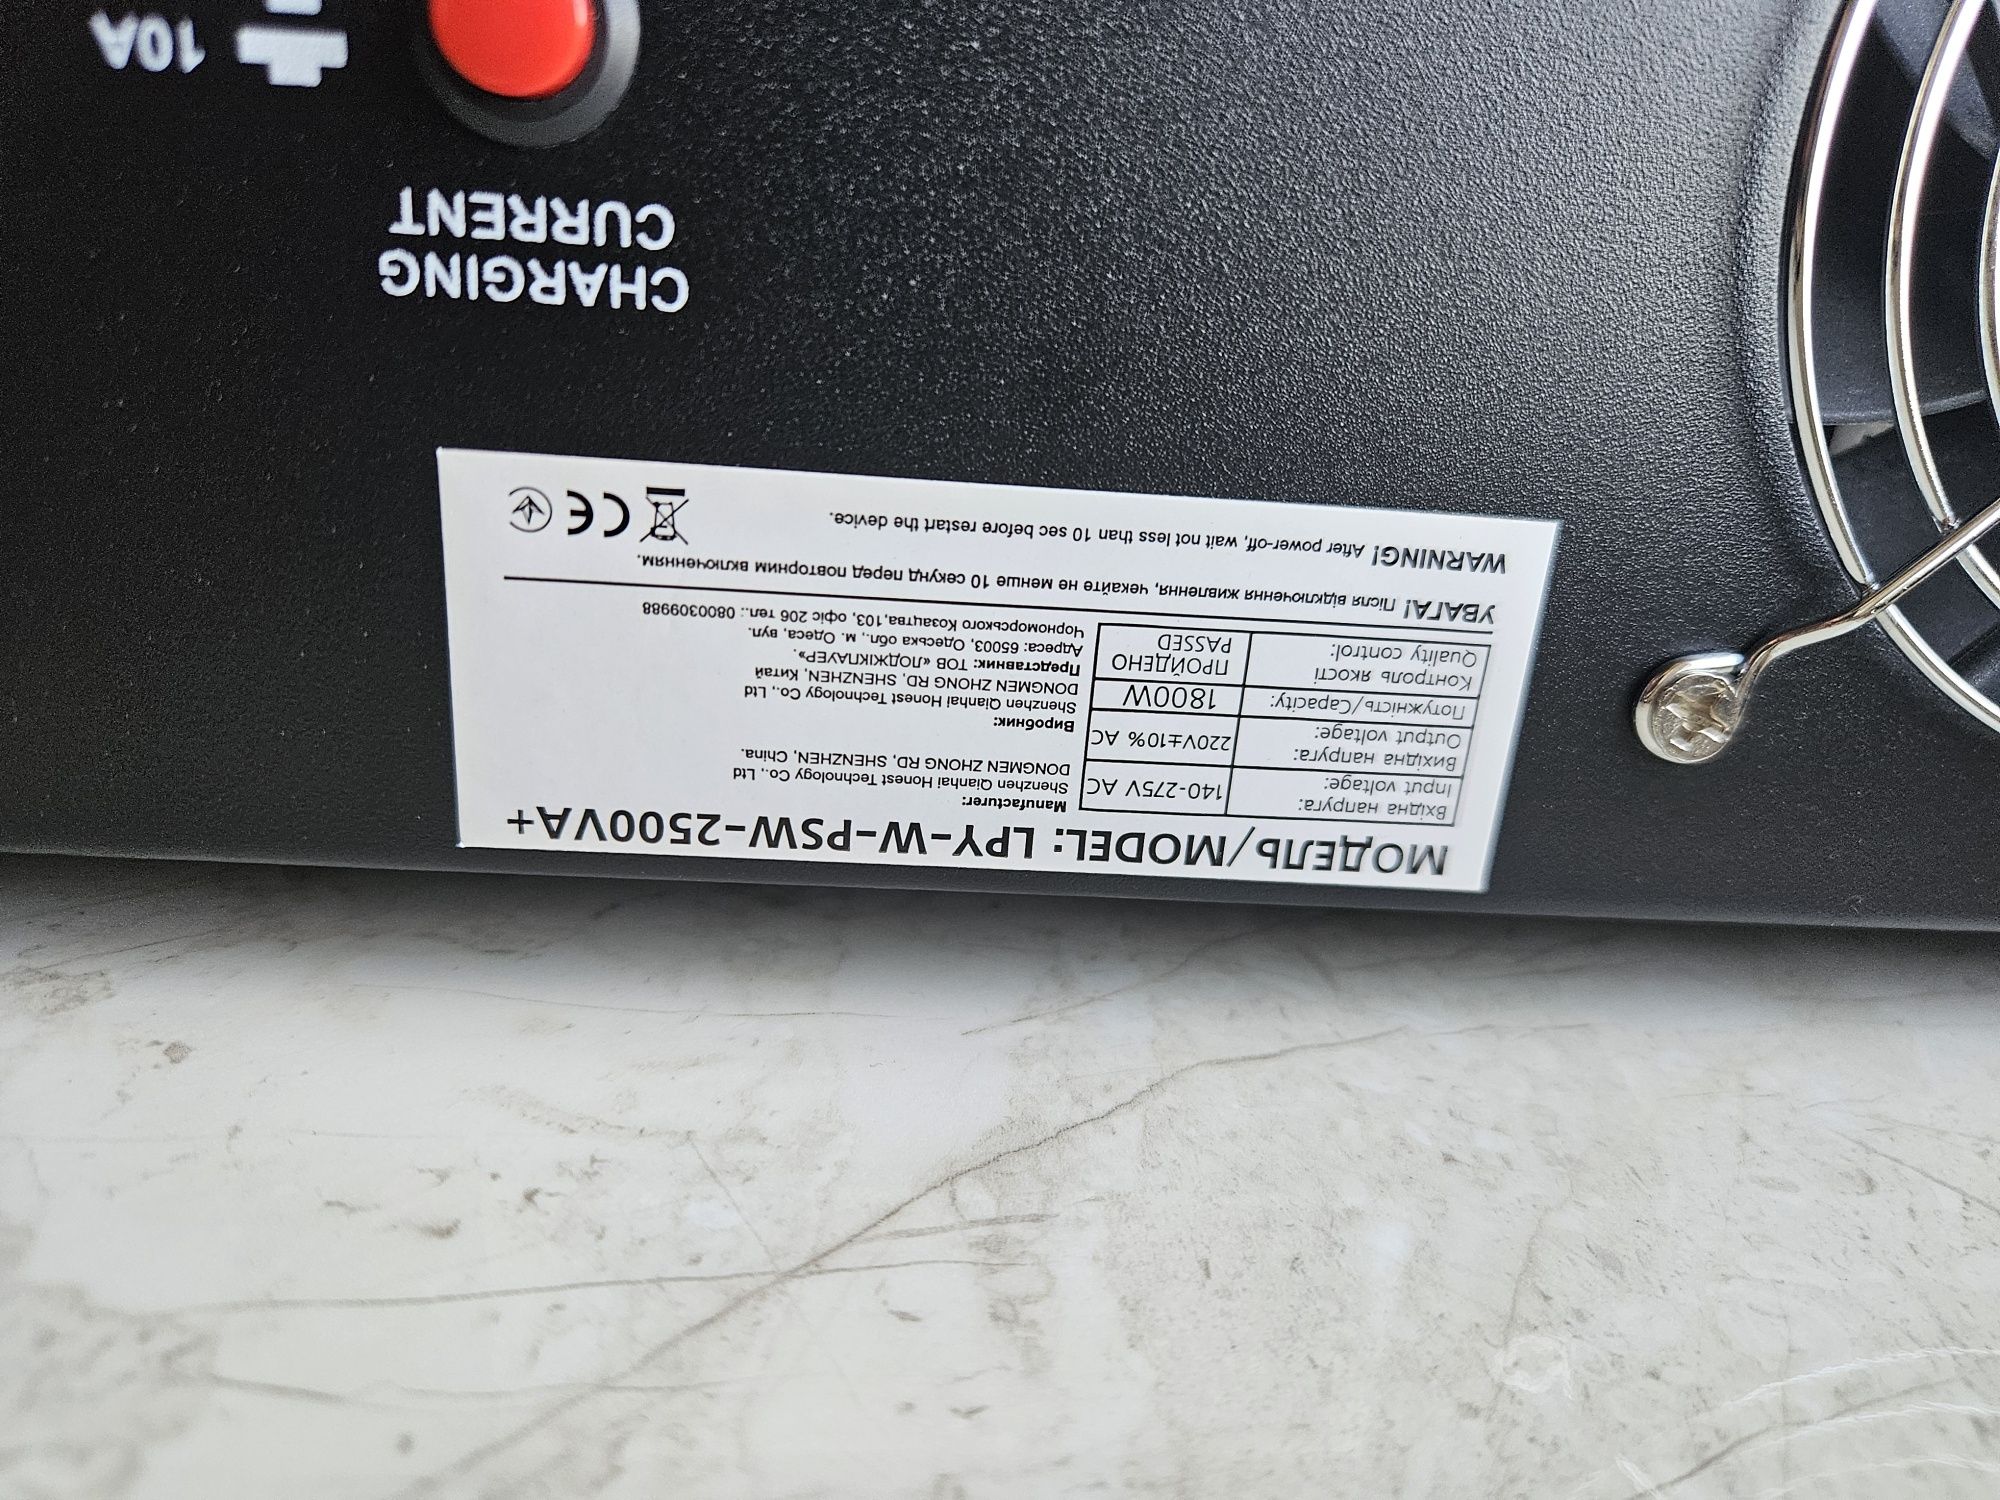 МОДЕЛЬ/MODEL: LPY-W-PSW-2500VA+
Вхідна напруга:
Input voltage:
140-275V AC
Вихідна напруга:
Output voltage:
220V±10% AC
Потужність/Capacity:
1800W
Контроль якості
Quality control:
ПРОЙДЕНО
PASSED
Manufacturer:
Shenzhen Qianhai Honest Technology Co., Ltd
DONGMEN ZHONG RD, SHENZHEN, China.
Виробник:
Shenzhen Qianhai Honest Technology Co., Ltd
DONGMEN ZHONG RD, SHENZHEN, Китай
Представник: ТОВ «ЛОДЖІКПАУЕР».
Адреса: 65003, Одеська обл., м. Одеса, вул.
Чорноморського Козацтва,103, офіс 206 тел.: 0800309988
УВАГА! Після відключення живлення, чекайте не менше 10 секунд перед повторним включенням.
WARNING! After power-off, wait not less than 10 sec before restart the device.
CE
CHARGING
CURRENT
10A